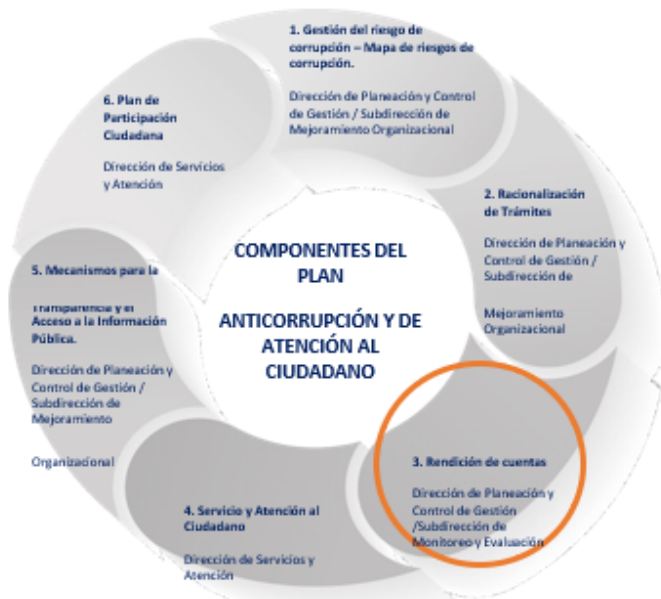 1. Gestión del riesgo de
corrupción – Mapa de riesgos de
corrupción.
Dirección de Planeación y Control
de Gestión / Subdirección de
Mejoramiento Organizacional
2. Racionalización
de Trámites
Dirección de Planeación y
Control de Gestión /
Subdirección de
Mejoramiento
Organizacional
3. Rendición de cuentas
Dirección de Planeación y
Control de Gestión
/Subdirección de
Monitoreo y Evaluación
4. Servicio y Atención al
Ciudadano
Dirección de Servicios y
Atención
5. Mecanismos para la
Transparencia y el
Acceso a la Información
Pública.
Dirección de Planeación y
Control de Gestión /
Subdirección de
Mejoramiento
Organizacional
6. Plan de
Participación
Ciudadana
Dirección de Servicios
y Atención
COMPONENTES DEL
PLAN
ANTICORRUPCIÓN Y DE
ATENCIÓN AL
CIUDADANO